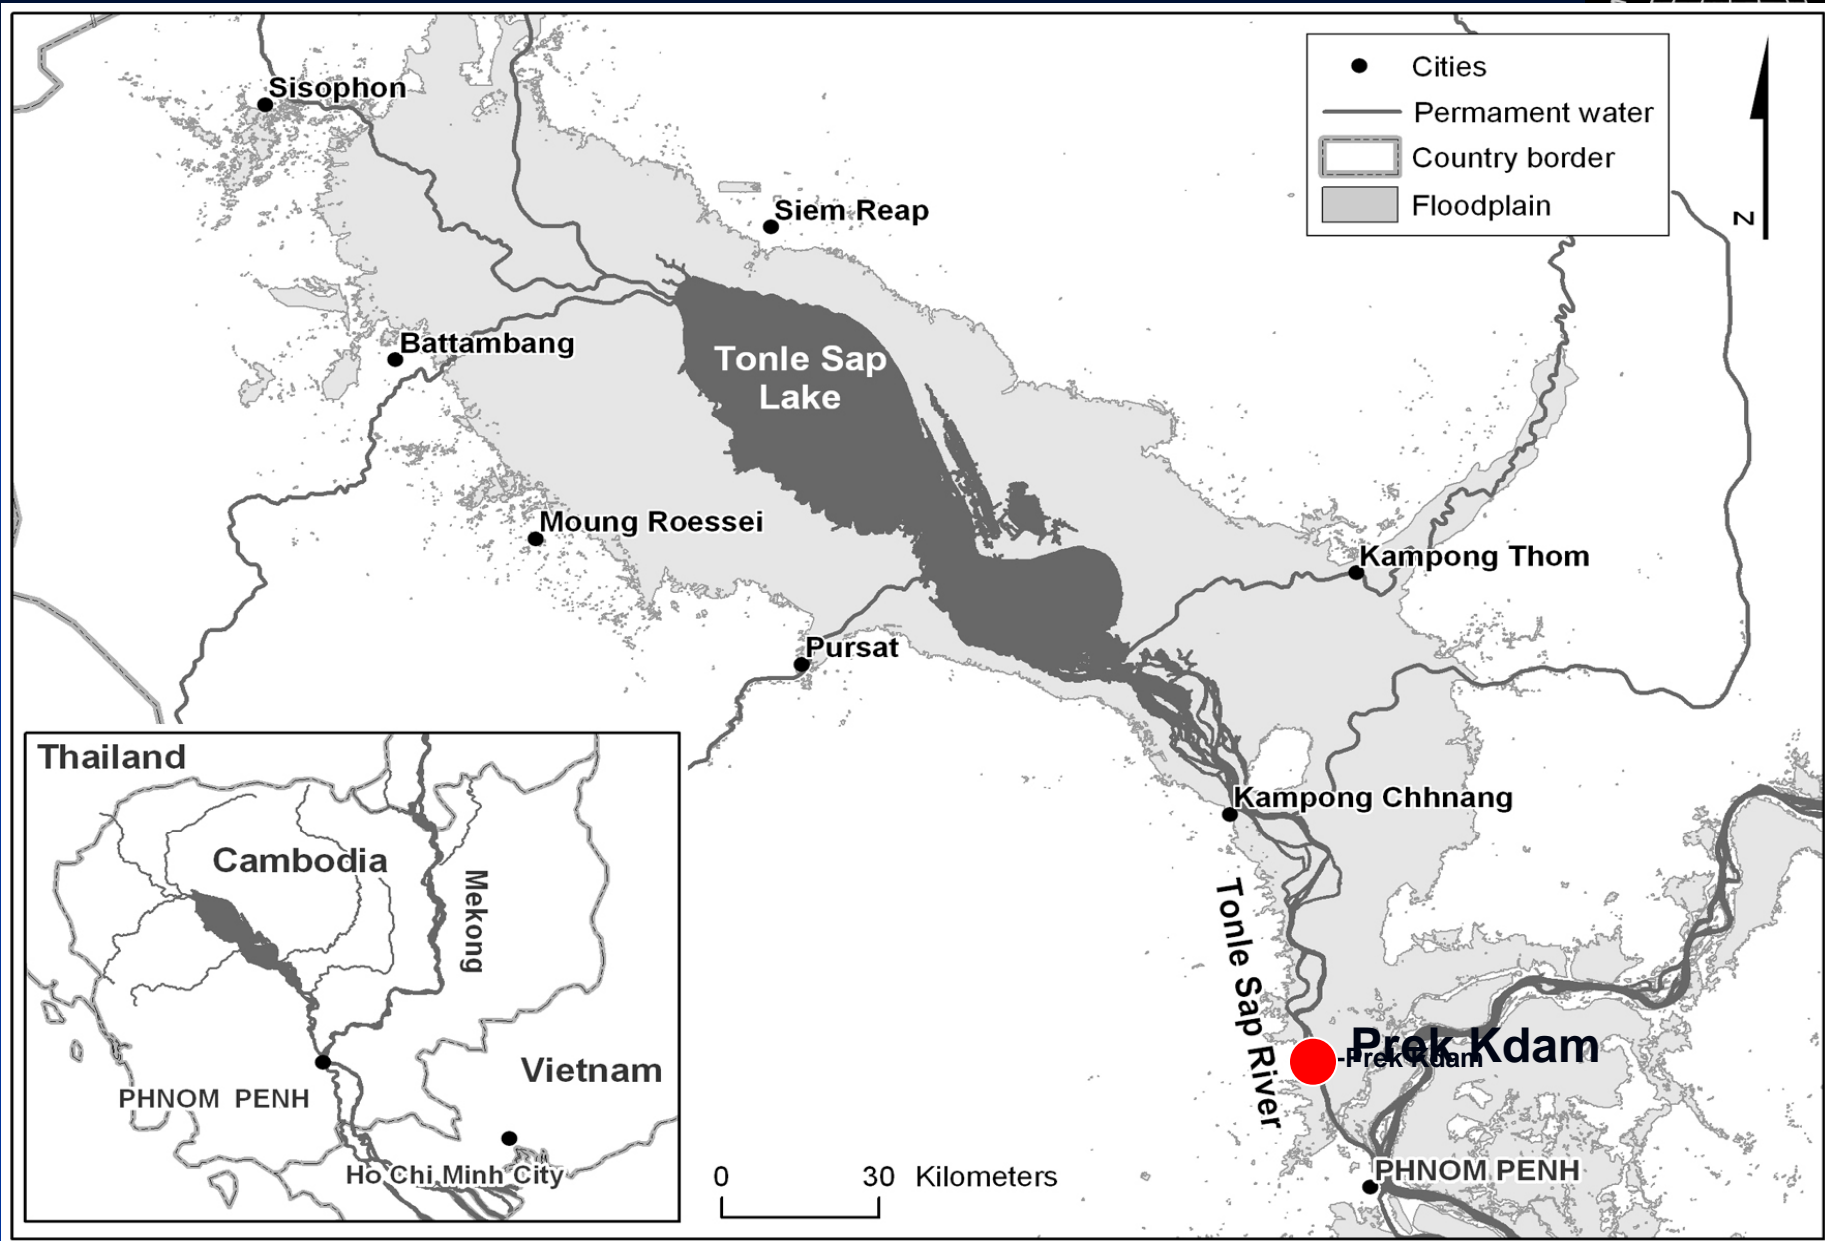 Sisophon
Cities
Permament water
Country border
Floodplain
N
Siem Reap
Battambang
Tonle Sap
Lake
Moung Roessei
Kampong Thom
Pursat
Kampong Chhnang
Tonle Sap River
Prek Kdam
-Prek Kdam
PHNOM PENH
0 30 Kilometers
Thailand
Cambodia
Mekong
Vietnam
PHNOM PENH
Ho Chi Minh City